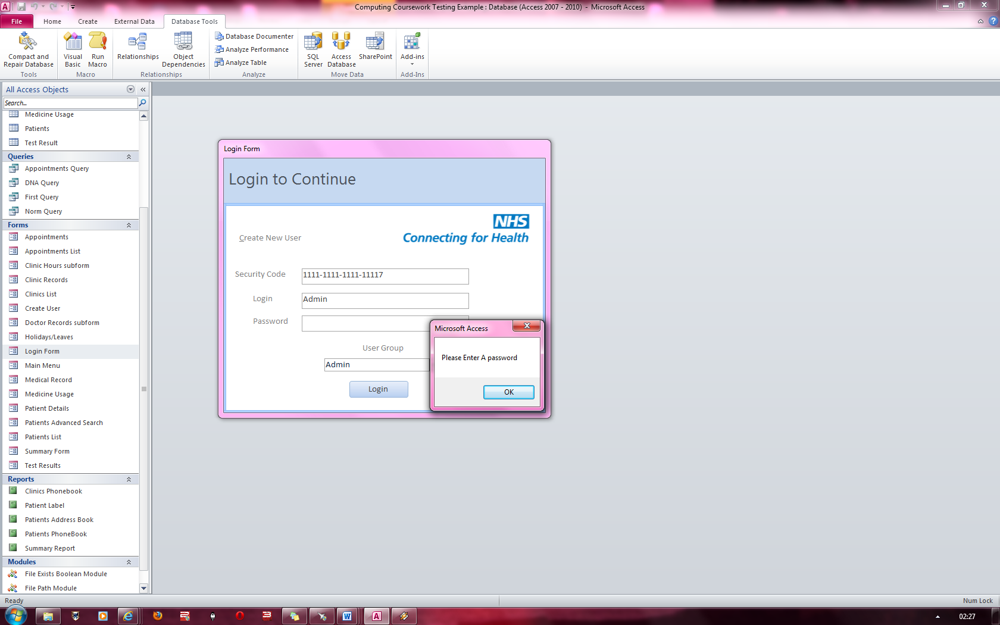 Computing Coursework Testing Example : Database (Access 2007 - 2010) - Microsoft Access
File Home Create External Data Database Tools
Compact and Repair Database
Visual Basic
Run Macro
Relationships
Object Dependencies
Database Documenter
Analyze Performance
Analyze Table
SQL Server
Access Database
SharePoint
Add-ins
Tools Macro Relationships Analyze Move Data Add-Ins
All Access Objects
Search...
Medicine Usage
Patients
Test Result
Queries
Appointments Query
DNA Query
First Query
Norm Query
Forms
Appointments
Appointments List
Clinic Hours subform
Clinic Records
Clinics List
Create User
Doctor Records subform
Holidays/Leaves
Login Form
Main Menu
Medical Record
Medicine Usage
Patient Details
Patients Advanced Search
Patients List
Summary Form
Test Results
Reports
Clinics Phonebook
Patient Label
Patients Address Book
Patients PhoneBook
Summary Report
Modules
File Exists Boolean Module
File Path Module
Login Form
Login to Continue
NHS
Connecting for Health
Create New User
Security Code 1111-1111-1111-11117
Login Admin
Password
User Group
Admin
Login
Microsoft Access
Please Enter A password
OK
Ready
Num Lock
02:27